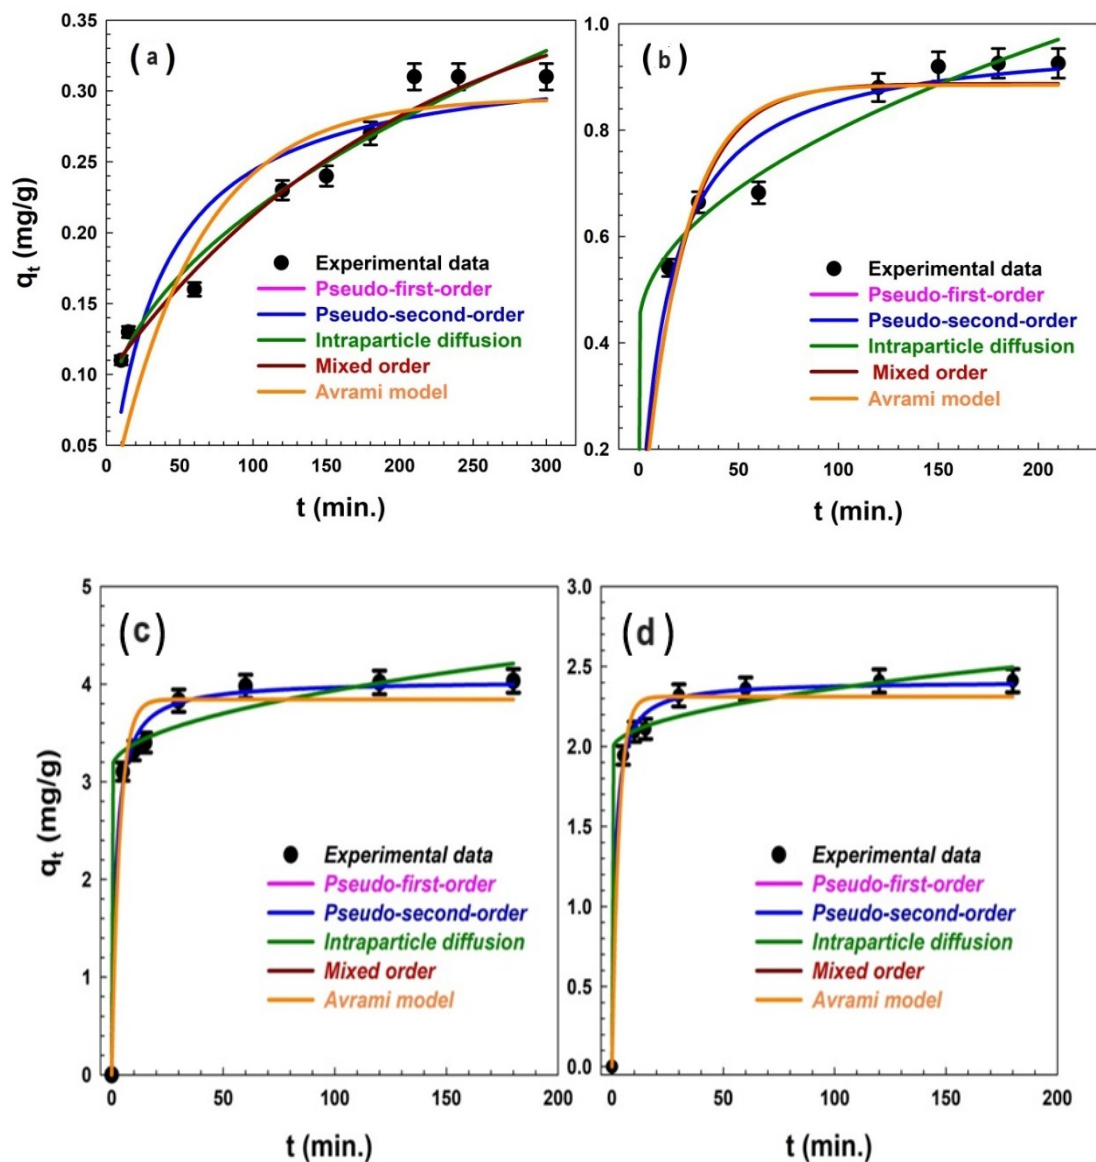 (a)
0.35
0.30
0.25
0.20
0.15
0.10
0.05
qt (mg/g)
Experimental data
Pseudo-first-order
Pseudo-second-order
Intraparticle diffusion
Mixed order
Avrami model
0 50 100 150 200 250 300
t (min.)
(b)
1.0
0.8
0.6
0.4
0.2
Experimental data
Pseudo-first-order
Pseudo-second-order
Intraparticle diffusion
Mixed order
Avrami model
0 50 100 150 200
t (min.)
(c)
5
4
3
2
1
0
qt (mg/g)
Experimental data
Pseudo-first-order
Pseudo-second-order
Intraparticle diffusion
Mixed order
Avrami model
0 50 100 150 200
t (min.)
(d)
3.0
2.5
2.0
1.5
1.0
0.5
0.0
Experimental data
Pseudo-first-order
Pseudo-second-order
Intraparticle diffusion
Mixed order
Avrami model
0 50 100 150 200
t (min.)